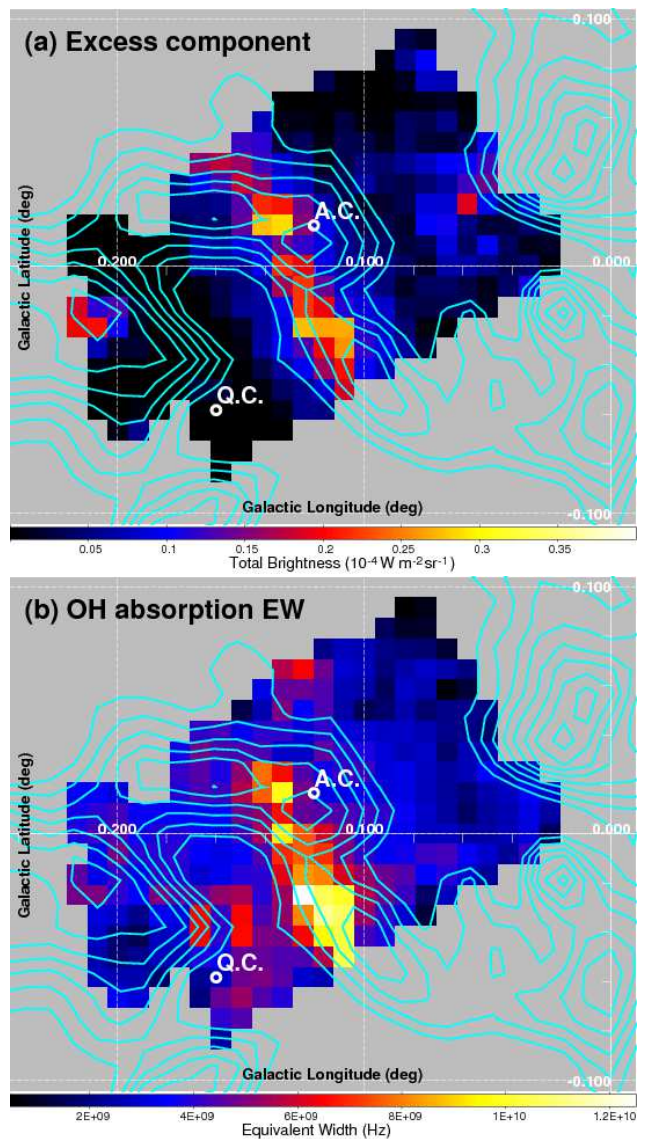 (a) Excess component
0.100
A.C.
0.200
0.100
0.000
Galactic Latitude (deg)
Q.C.
Galactic Longitude (deg)
-0.100
0.05 0.1 0.15 0.2 0.25 0.3 0.35
Total Brightness (10⁻⁴ W m⁻² sr⁻¹)
(b) OH absorption EW
0.100
A.C.
0.200
0.100
0.000
Galactic Latitude (deg)
Q.C.
Galactic Longitude (deg)
-0.100
2E+09 4E+09 6E+09 8E+09 1E+10 1.2E+10
Equivalent Width (Hz)